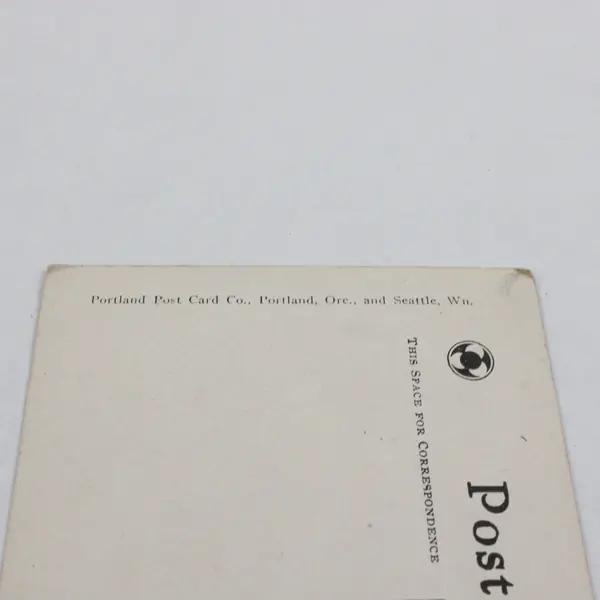 Portland Post Card Co., Portland, Ore., and Seattle, Wn.
THIS SPACE FOR CORRESPONDENCE
Post